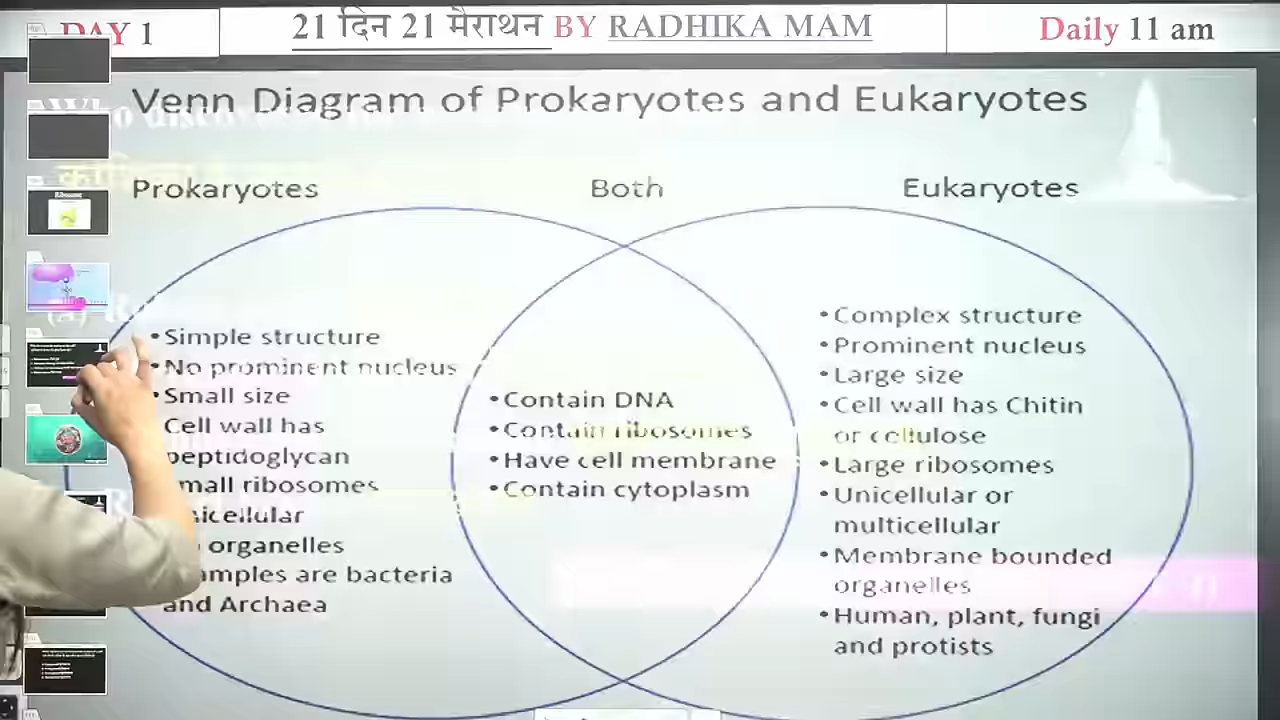 DAY 1
21 दिन 21 मैराथन BY RADHIKA MAM
Daily 11 am
Venn Diagram of Prokaryotes and Eukaryotes
Prokaryotes
Both
Eukaryotes
•Simple structure
•No prominent nucleus
•Small size
Cell wall has
peptidoglycan
ribosomes
organelles
are bacteria
and Archaea
•Contain DNA
•Contain ribosomes
•Have cell membrane
•Contain cytoplasm
•Complex structure
•Prominent nucleus
•Large size
•Cell wall has Chitin
or cellulose
•Large ribosomes
•Unicellular or
multicellular
•Membrane bounded
organelles
•Human, plant, fungi
and protists